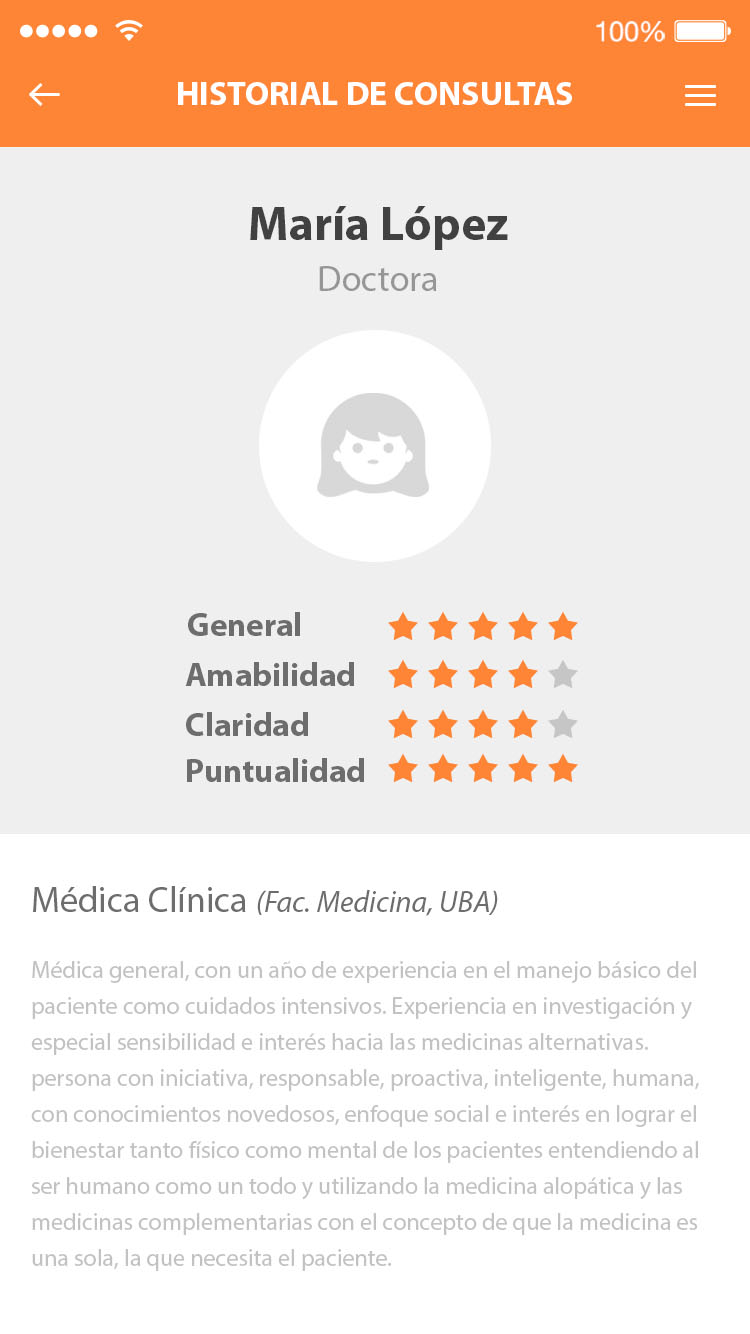 100%
HISTORIAL DE CONSULTAS
María López
Doctora
General
Amabilidad
Claridad
Puntualidad
Médica Clínica (Fac. Medicina, UBA)
Médica general, con un año de experiencia en el manejo básico del
paciente como cuidados intensivos. Experiencia en investigación y
especial sensibilidad e interés hacia las medicinas alternativas.
persona con iniciativa, responsable, proactiva, inteligente, humana,
con conocimientos novedosos, enfoque social e interés en lograr el
bienestar tanto físico como mental de los pacientes entendiendo al
ser humano como un todo y utilizando la medicina alopática y las
medicinas complementarias con el concepto de que la medicina es
una sola, la que necesita el paciente.